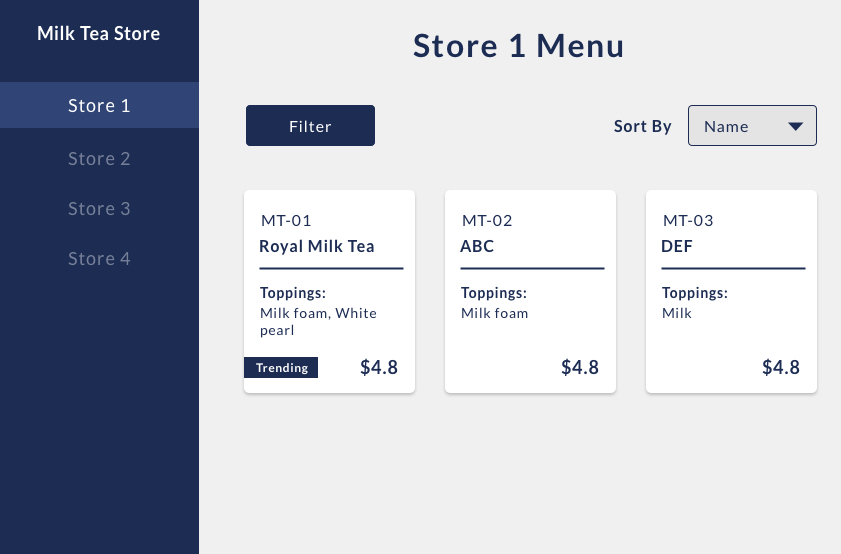 Milk Tea Store
Store 1
Store 2
Store 3
Store 4
Store 1 Menu
Filter
Sort By
Name
MT-01
Royal Milk Tea
Toppings:
Milk foam, White
pearl
Trending
$4.8
MT-02
ABC
Toppings:
Milk foam
$4.8
MT-03
DEF
Toppings:
Milk
$4.8